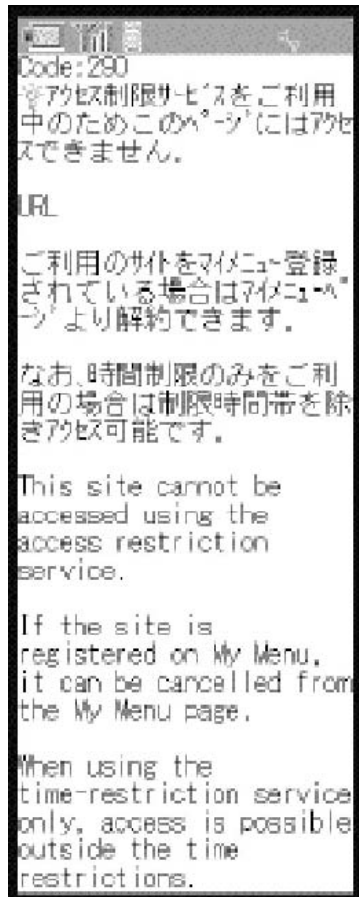 Code:290
※ｱｸｾｽ制限ｻｰﾋﾞｽをご利用
中のためこのﾍﾟｰｼﾞにはｱｸｾ
ｽできません。
URL
ご利用のｻｲﾄをﾏｲﾒﾆｭｰ登録
されている場合はﾏｲﾒﾆｭｰﾍﾟ
ｰｼﾞより解約できます。
なお､時間制限のみをご利
用の場合は制限時間帯を除
きｱｸｾｽ可能です。
This site cannot be
accessed using the
access restriction
service.
If the site is
registered on My Menu,
it can be cancelled from
the My Menu page.
When using the
time-restriction service
only, access is possible
outside the time
restrictions.